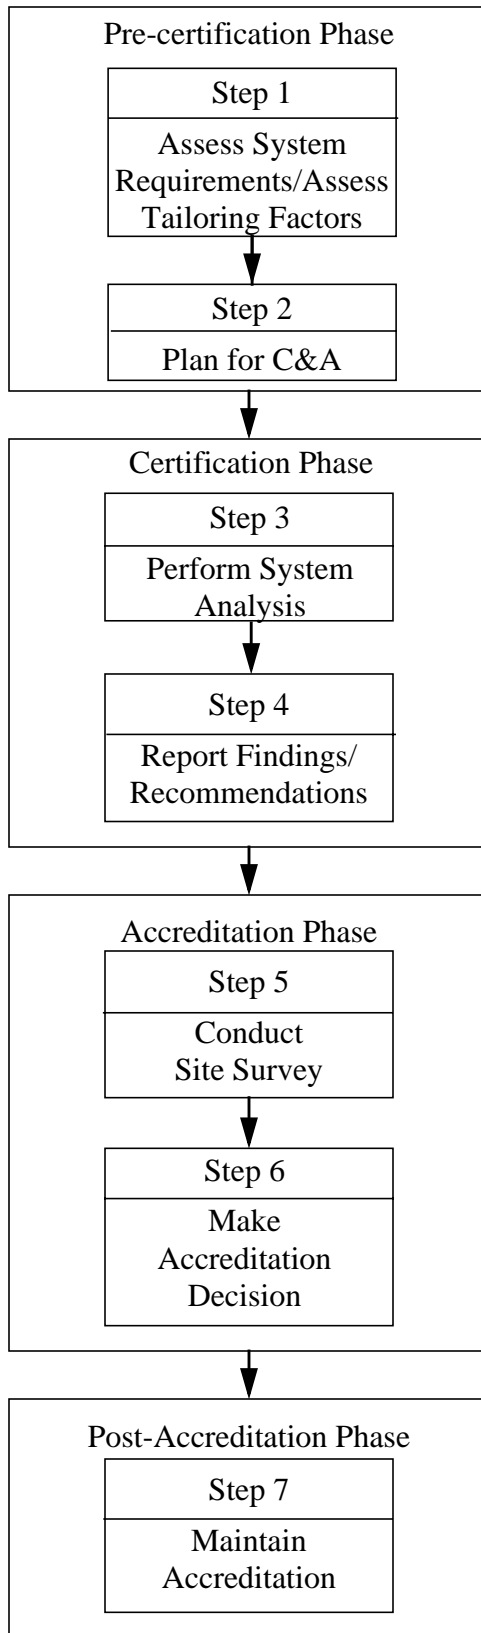 Pre-certification Phase
Step 1
Assess System
Requirements/Assess
Tailoring Factors
Step 2
Plan for C&A
Certification Phase
Step 3
Perform System
Analysis
Step 4
Report Findings/
Recommendations
Accreditation Phase
Step 5
Conduct
Site Survey
Step 6
Make
Accreditation
Decision
Post-Accreditation Phase
Step 7
Maintain
Accreditation